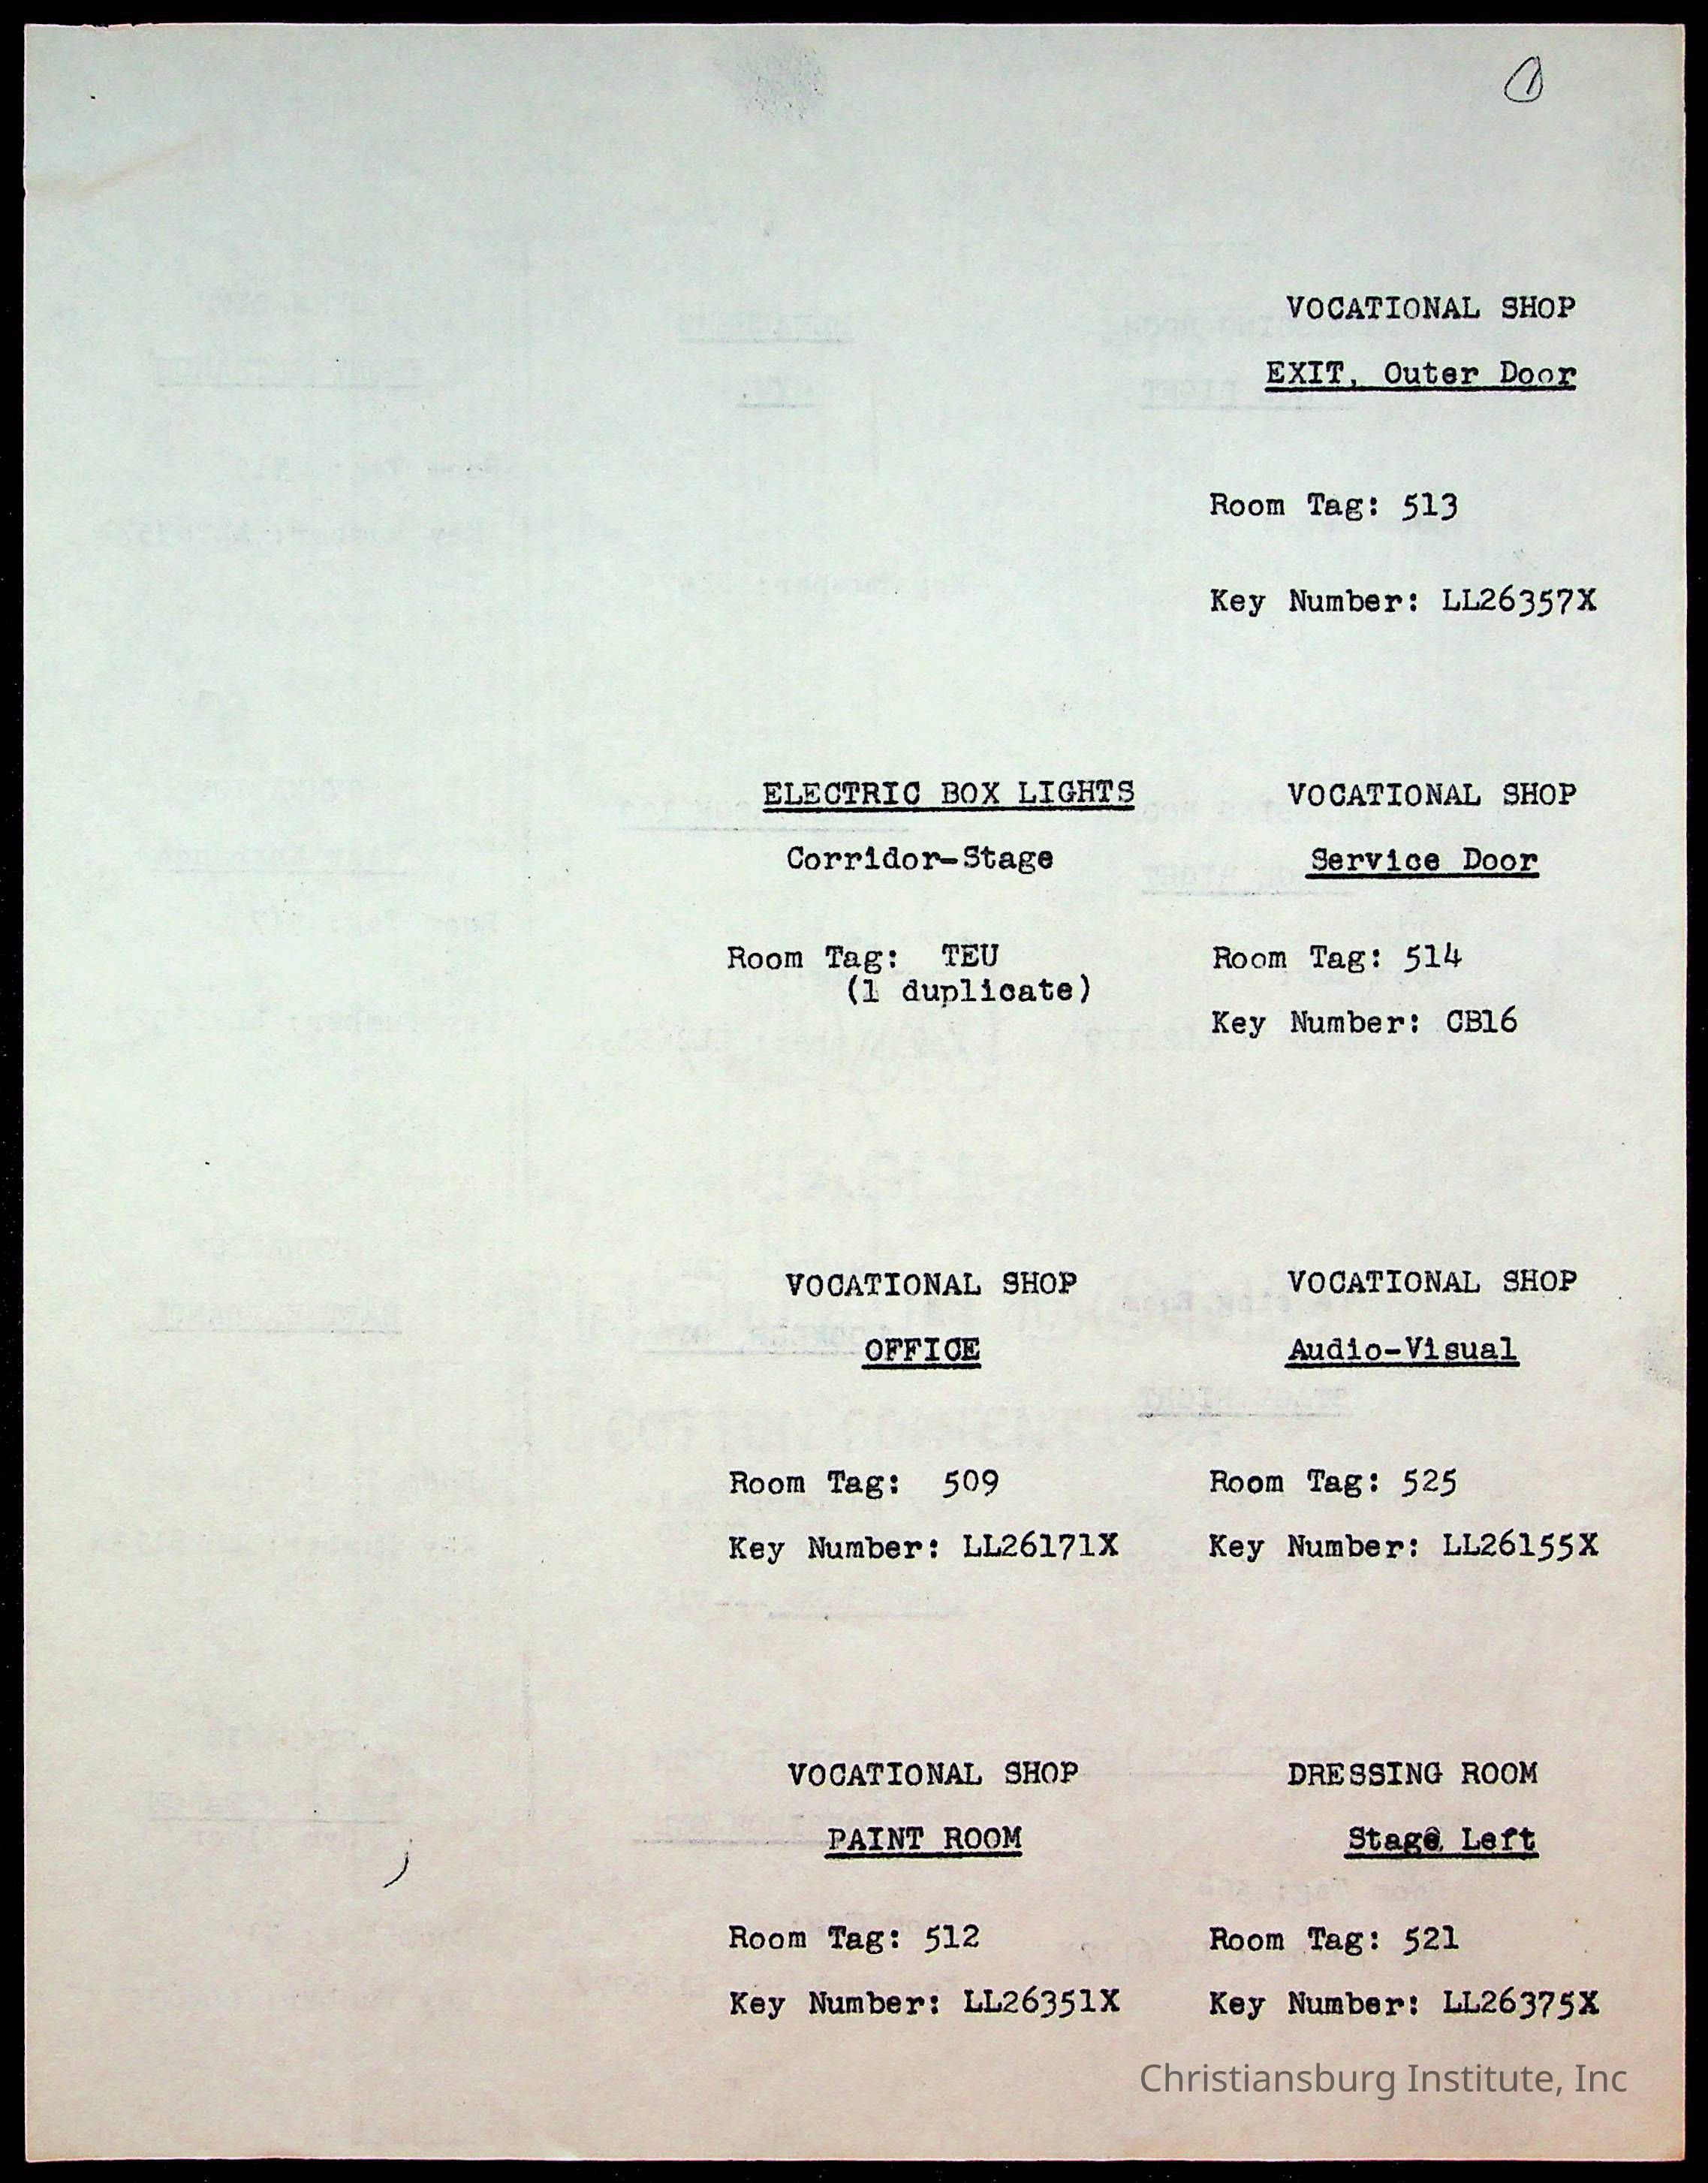 1
VOCATIONAL SHOP
EXIT, Outer Door
Room Tag: 513
Key Number: LL26357X
ELECTRIC BOX LIGHTS
Corridor-Stage
Room Tag: TEU
(1 duplicate)
VOCATIONAL SHOP
Service Door
Room Tag: 514
Key Number: CB16
VOCATIONAL SHOP
OFFICE
Room Tag: 509
Key Number: LL26171X
VOCATIONAL SHOP
Audio-Visual
Room Tag: 525
Key Number: LL26155X
VOCATIONAL SHOP
PAINT ROOM
Room Tag: 512
Key Number: LL26351X
DRESSING ROOM
Stage Left
Room Tag: 521
Key Number: LL26375X
Christiansburg Institute, Inc